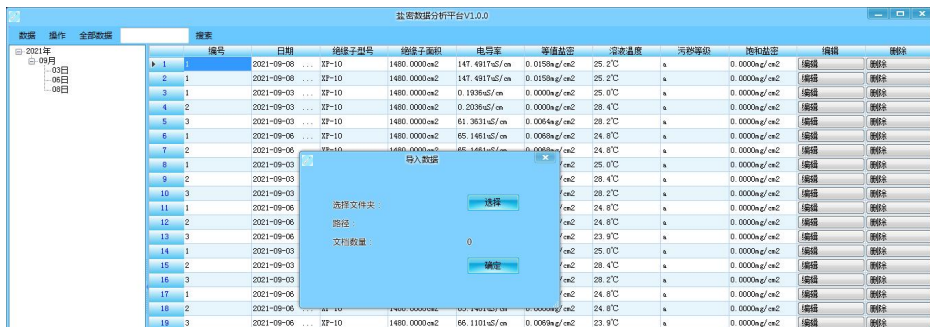 盐密数据分析平台V1.0.0
数据 操作 全部数据 搜索
2021年
09月
03日
06日
08日
编号 日期 绝缘子型号 绝缘子面积 电导率 等值盐密 溶液温度 污秽等级 饱和盐密 编辑 删除
1 1 2021-09-08 ... XP-10 1480.0000cm2 147.4917uS/cm 0.0158mg/cm2 25.2℃ a 0.0000mg/cm2 编辑 删除
2 1 2021-09-08 ... XP-10 1480.0000cm2 147.4917uS/cm 0.0158mg/cm2 25.2℃ a 0.0000mg/cm2 编辑 删除
3 1 2021-09-03 ... XP-10 1480.0000cm2 0.1936uS/cm 0.0000mg/cm2 25.0℃ a 0.0000mg/cm2 编辑 删除
4 2 2021-09-03 ... XP-10 1480.0000cm2 0.2036uS/cm 0.0000mg/cm2 28.4℃ a 0.0000mg/cm2 编辑 删除
5 3 2021-09-03 ... XP-10 1480.0000cm2 61.3631uS/cm 0.0064mg/cm2 28.2℃ a 0.0000mg/cm2 编辑 删除
6 1 2021-09-06 ... XP-10 1480.0000cm2 65.1461uS/cm 0.0068mg/cm2 24.8℃ a 0.0000mg/cm2 编辑 删除
7 2 2021-09-06 ... XP-10 1480.0000cm2 65.1461uS/cm 0.0068mg/cm2 24.8℃ a 0.0000mg/cm2 编辑 删除
8 1 2021-09-03 /cm2 25.0℃ a 0.0000mg/cm2 编辑 删除
9 2 2021-09-03 /cm2 28.4℃ a 0.0000mg/cm2 编辑 删除
10 3 2021-09-03 /cm2 28.2℃ a 0.0000mg/cm2 编辑 删除
11 1 2021-09-06 /cm2 24.8℃ a 0.0000mg/cm2 编辑 删除
12 2 2021-09-06 /cm2 24.8℃ a 0.0000mg/cm2 编辑 删除
13 3 2021-09-06 /cm2 23.9℃ a 0.0000mg/cm2 编辑 删除
14 1 2021-09-03 /cm2 25.0℃ a 0.0000mg/cm2 编辑 删除
15 2 2021-09-03 /cm2 28.4℃ a 0.0000mg/cm2 编辑 删除
16 3 2021-09-03 /cm2 28.2℃ a 0.0000mg/cm2 编辑 删除
17 1 2021-09-06 /cm2 24.8℃ a 0.0000mg/cm2 编辑 删除
18 2 2021-09-06 24.8℃ a 0.0000mg/cm2 编辑 删除
19 3 2021-09-06 ... XP-10 1480.0000cm2 66.1101uS/cm 0.0069mg/cm2 23.9℃ a 0.0000mg/cm2 编辑 删除
导入数据
选择文件夹: 选择
路径:
文档数量: 0
确定